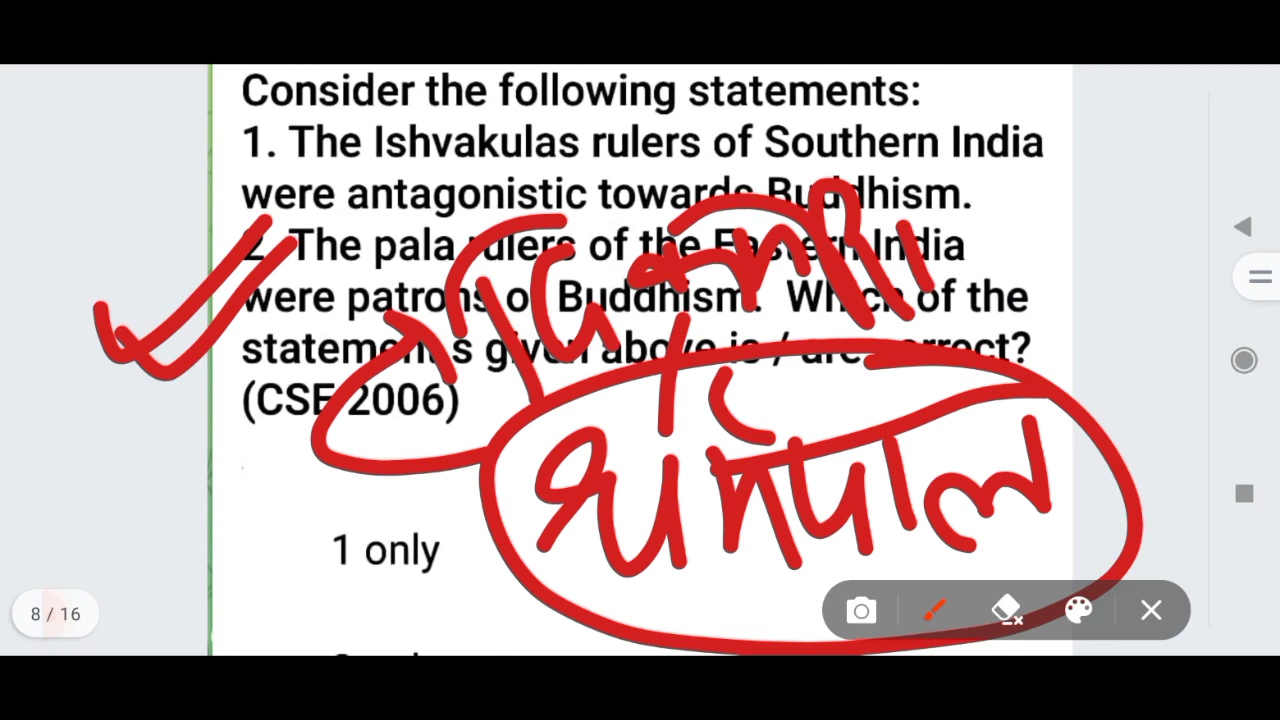 Consider the following statements:
1. The Ishvakulas rulers of Southern India
were antagonistic towards Buddhism.
2. The pala rulers of the Eastern India
were patrons of Buddhism. Which of the
statements given above is / are correct?
(CSE 2006)
धर्मपाल
1 only
8 / 16